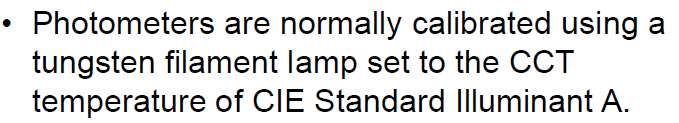 • Photometers are normally calibrated using a
tungsten filament lamp set to the CCT
temperature of CIE Standard Illuminant A.